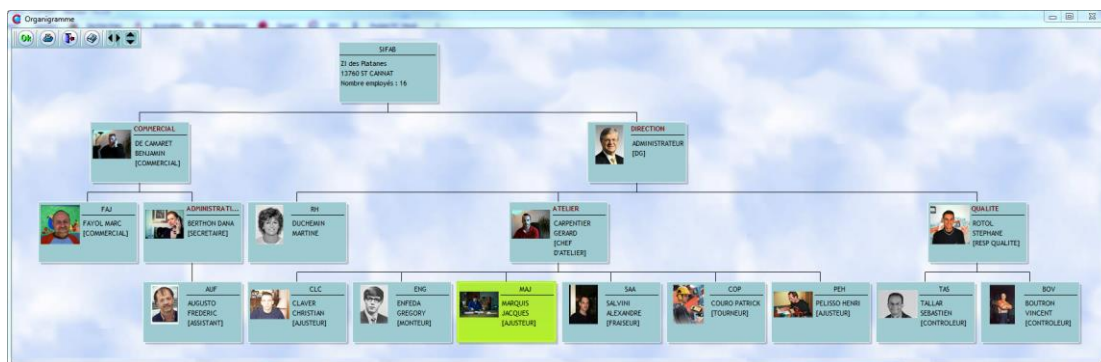 Organigramme
Ok
SIFAB
ZI des Platanes
13760 ST CANNAT
Nombre employés : 16
COMMERCIAL
DE CAMARET
BENJAMIN
[COMMERCIAL]
DIRECTION
ADMINISTRATEUR
[DG]
FAJ
FAYOL MARC
[COMMERCIAL]
ADMINISTRATI...
BERTHON DANA
[SECRETAIRE]
RH
DUCHEMIN
MARTINE
ATELIER
CARPENTIER
GERARD
[CHEF
D'ATELIER]
QUALITE
ROTOL
STEPHANE
[RESP QUALITE]
AUF
AUGUSTO
FREDERIC
[ASSISTANT]
CLC
CLAVER
CHRISTIAN
[AJUSTEUR]
ENG
ENFEDA
GREGORY
[MONTEUR]
MAJ
MARQUIS
JACQUES
[AJUSTEUR]
SAA
SALVINI
ALEXANDRE
[FRAISEUR]
COP
COURO PATRICK
[TOURNEUR]
PEH
PELISSO HENRI
[AJUSTEUR]
TAS
TALLAR
SEBASTIEN
[CONTROLEUR]
BOV
BOUTRON
VINCENT
[CONTROLEUR]